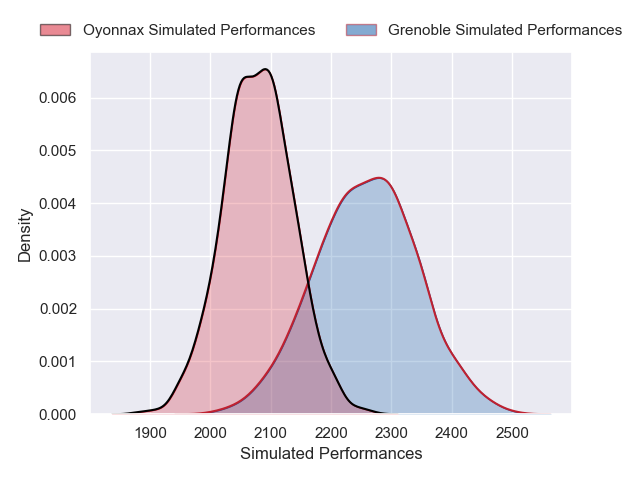 Oyonnax Simulated Performances
Grenoble Simulated Performances
Density
0.006
0.005
0.004
0.003
0.002
0.001
0.000
1900 2000 2100 2200 2300 2400 2500
Simulated Performances